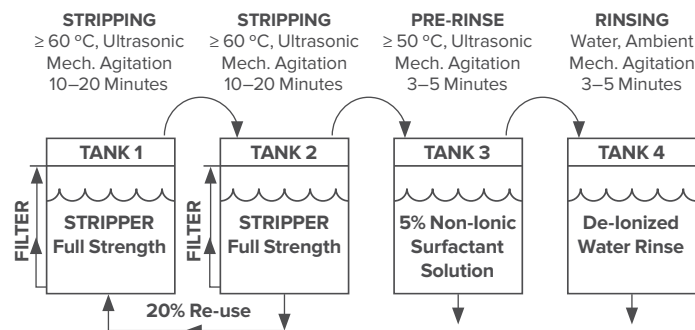 STRIPPING
≥ 60 ºC, Ultrasonic
Mech. Agitation
10–20 Minutes
STRIPPING
≥ 60 ºC, Ultrasonic
Mech. Agitation
10–20 Minutes
PRE-RINSE
≥ 50 ºC, Ultrasonic
Mech. Agitation
3–5 Minutes
RINSING
Water, Ambient
Mech. Agitation
3–5 Minutes
TANK 1
FILTER
STRIPPER
Full Strength
TANK 2
FILTER
STRIPPER
Full Strength
TANK 3
5% Non-Ionic
Surfactant
Solution
TANK 4
De-Ionized
Water Rinse
20% Re-use